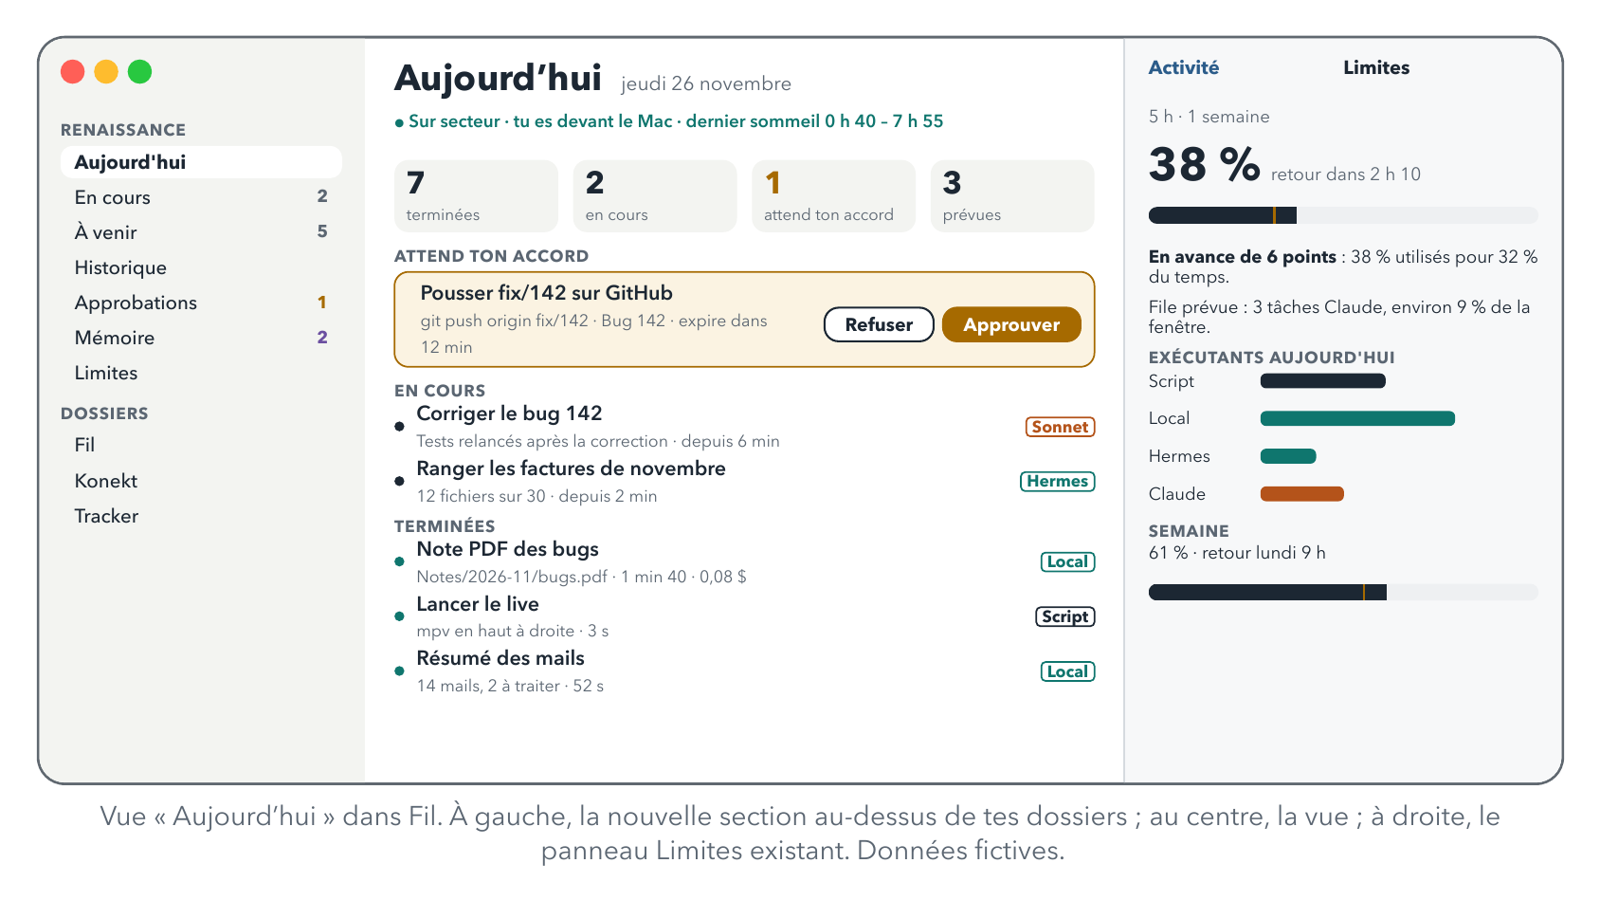 RENAISSANCE
Aujourd'hui
En cours 2
À venir 5
Historique
Approbations 1
Mémoire 2
Limites
DOSSIERS
Fil
Konekt
Tracker
Aujourd’hui jeudi 26 novembre
Sur secteur · tu es devant le Mac · dernier sommeil 0 h 40 – 7 h 55
7
terminées
2
en cours
1
attend ton accord
3
prévues
ATTEND TON ACCORD
Pousser fix/142 sur GitHub
git push origin fix/142 · Bug 142 · expire dans
12 min
Refuser
Approuver
EN COURS
Corriger le bug 142
Tests relancés après la correction · depuis 6 min
Sonnet
Ranger les factures de novembre
12 fichiers sur 30 · depuis 2 min
Hermes
TERMINÉES
Note PDF des bugs
Notes/2026-11/bugs.pdf · 1 min 40 · 0,08 $
Local
Lancer le live
mpv en haut à droite · 3 s
Script
Résumé des mails
14 mails, 2 à traiter · 52 s
Local
Activité Limites
5 h · 1 semaine
38 % retour dans 2 h 10
En avance de 6 points : 38 % utilisés pour 32 %
du temps.
File prévue : 3 tâches Claude, environ 9 % de la
fenêtre.
EXÉCUTANTS AUJOURD'HUI
Script
Local
Hermes
Claude
SEMAINE
61 % · retour lundi 9 h
Vue « Aujourd’hui » dans Fil. À gauche, la nouvelle section au-dessus de tes dossiers ; au centre, la vue ; à droite, le
panneau Limites existant. Données fictives.